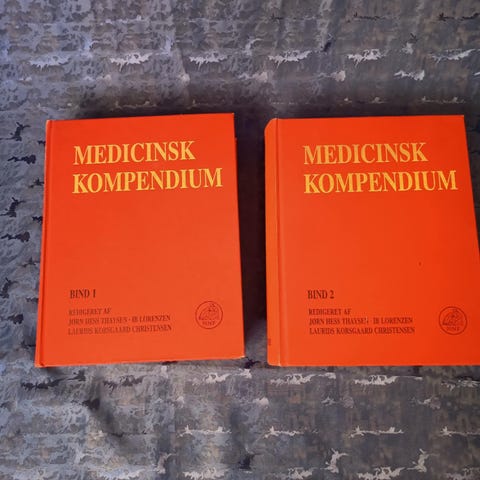 MEDICINSK
KOMPENDIUM
BIND 1
REDIGERET AF
JØRN HESS THAYSEN · IB LORENZEN
LAURIDS KORSGAARD CHRISTENSEN
MEDICINSK
KOMPENDIUM
BIND 2
REDIGERET AF
JØRN HESS THAYSEN · IB LORENZEN
LAURIDS KORSGAARD CHRISTENSEN